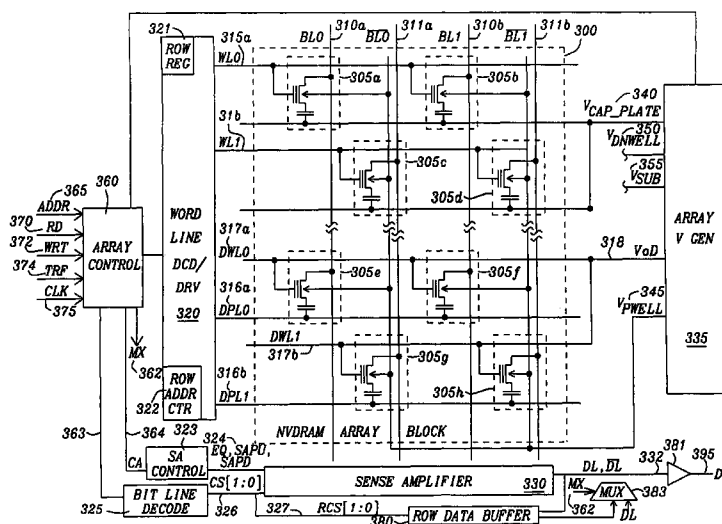 310a 311a 310b 311b
321 315a BL0 BL0 BL1 BL1 300
ROW REG WL0 305a 305b
340
VCAP_PLATE
31b VDNWELL 350
WL1 355
VSUB
305c
305d
365 360
ADDR
370 RD
372 WRT
374 TRF
CLK
375
ARRAY CONTROL
WORD LINE DCD/ DRV 320
317a
DWL0
305e 305f
318 VoD
ARRAY V GEN
335
316a
DPL0
VPWELL 345
MX
362
DWL1
317b
305g
305h
316b
DPL1
ROW ADDR CTR
322
363 364
323
324
EQ, SAPD,
SAPD
NVDRAM ARRAY BLOCK
CA SA CONTROL
CS[1:0]
SENSE AMPLIFIER 330
DL, DL 332 381 395
D
BIT LINE DECODE
325 326
327 RCS[1:0]
ROW DATA BUFFER
380
MX
362
MUX 383
DL